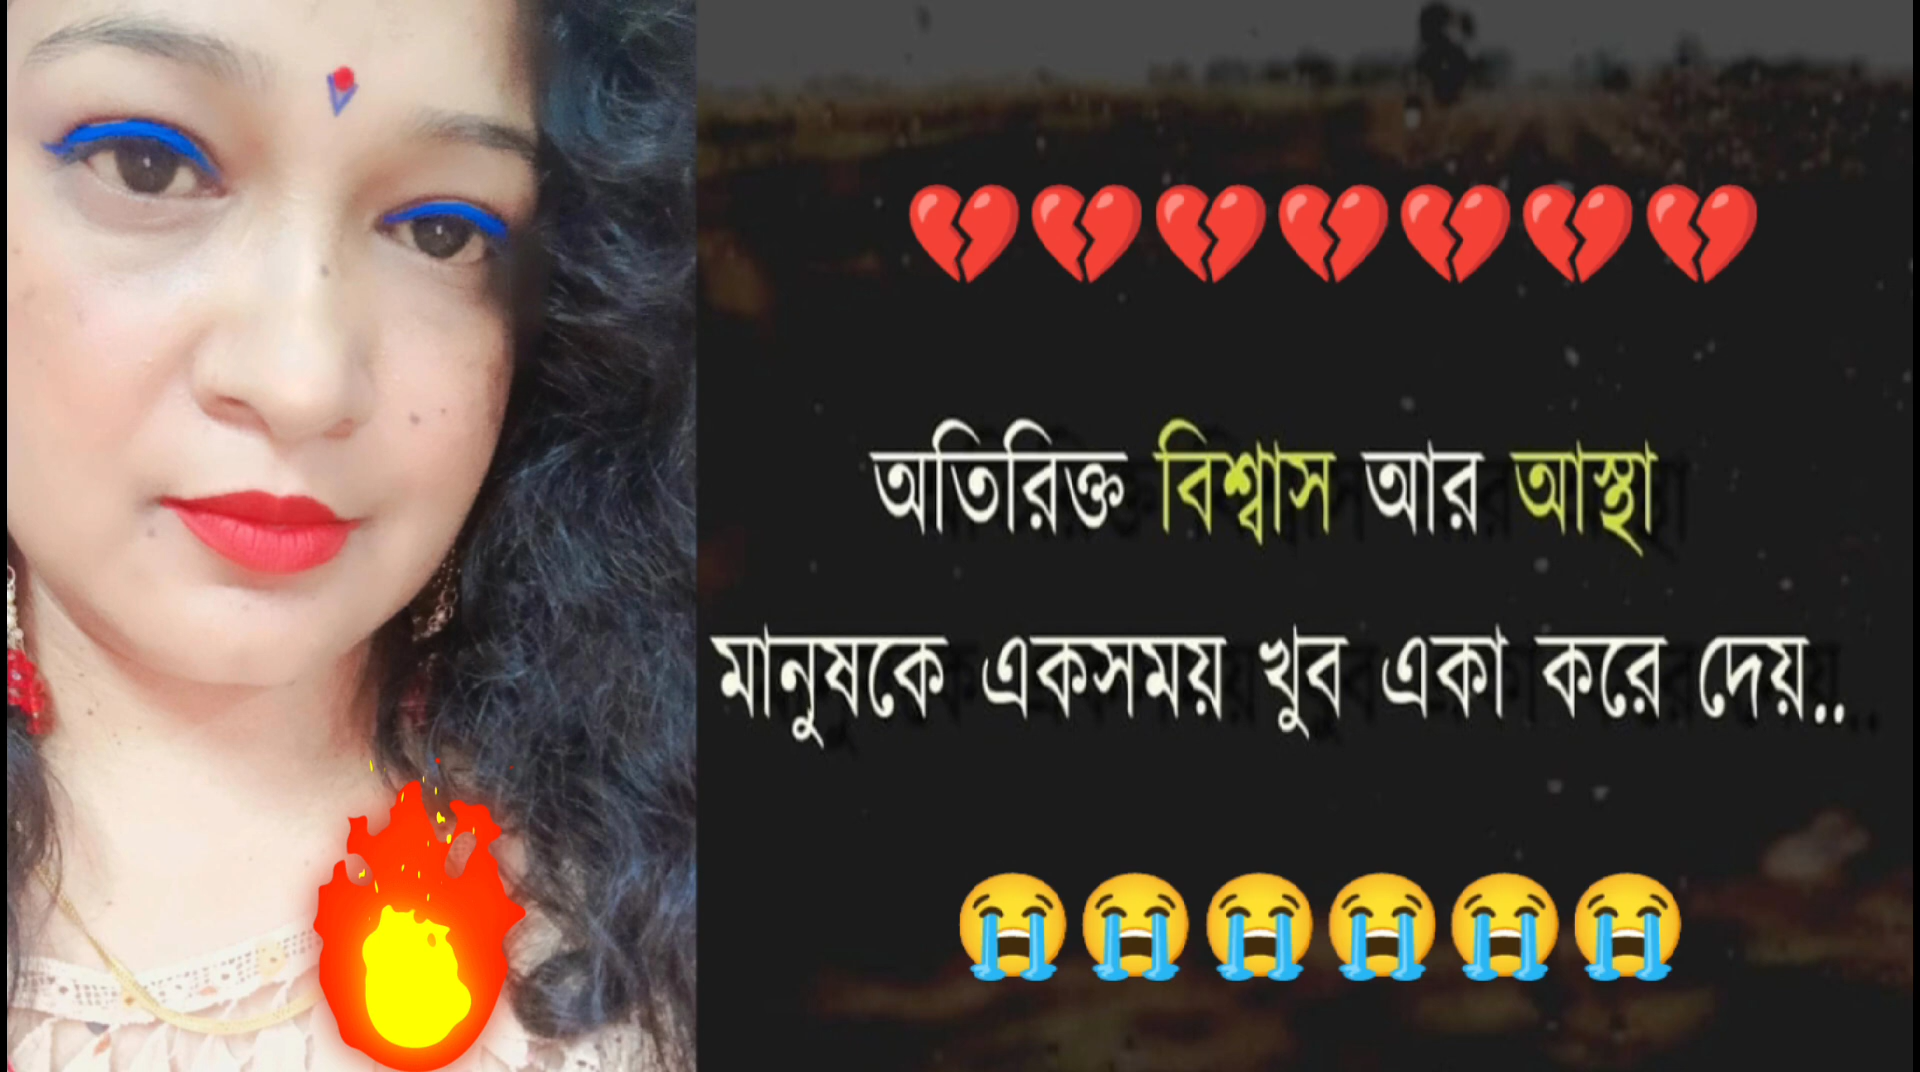 💔💔💔💔💔💔💔
অতিরিক্ত বিশ্বাস আর আস্থা
মানুষকে একসময় খুব একা করে দেয়..
😭😭😭😭😭😭